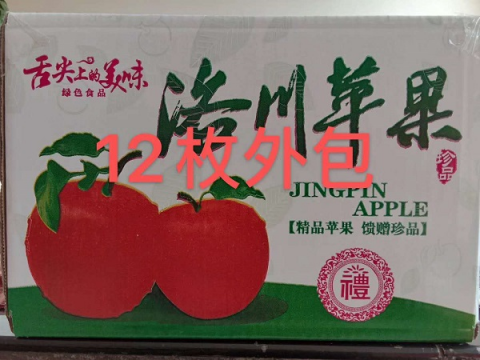 舌尖上的美味
绿色食品
洛川苹果
珍品
12枚外包
JINGPIN
APPLE
【精品苹果 馈赠珍品】
禮